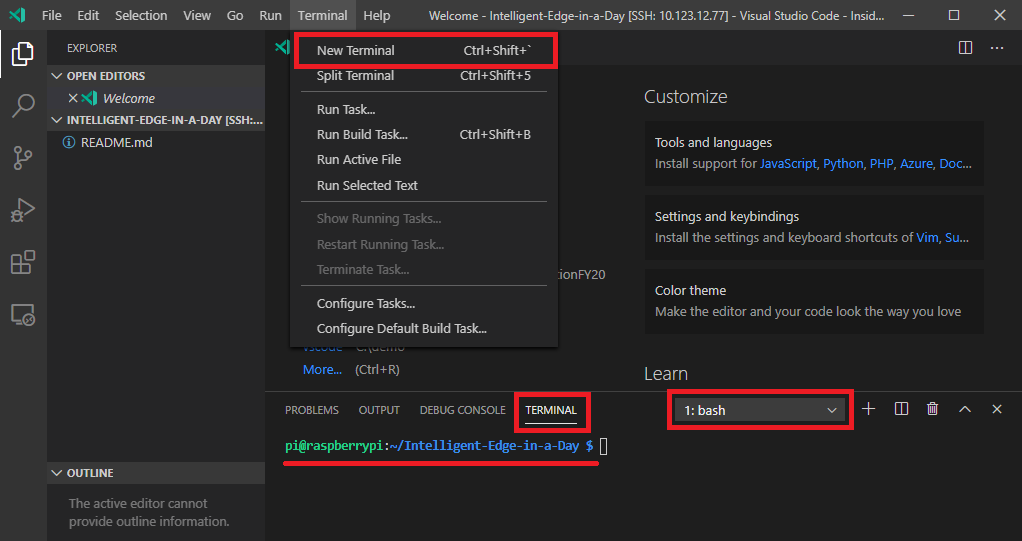 File Edit Selection View Go Run Terminal Help Welcome - Intelligent-Edge-in-a-Day [SSH: 10.123.12.77] - Visual Studio Code - Insid...
EXPLORER
OPEN EDITORS
Welcome
INTELLIGENT-EDGE-IN-A-DAY [SSH:...
README.md
OUTLINE
The active editor cannot
provide outline information.
New Terminal Ctrl+Shift+`
Split Terminal Ctrl+Shift+5
Run Task...
Run Build Task... Ctrl+Shift+B
Run Active File
Run Selected Text
Show Running Tasks...
Restart Running Task...
Terminate Task...
Configure Tasks...
Configure Default Build Task...
tionFY20
vscode C:\demo
More... (Ctrl+R)
Customize
Tools and languages
Install support for JavaScript, Python, PHP, Azure, Doc...
Settings and keybindings
Install the settings and keyboard shortcuts of Vim, Su...
Color theme
Make the editor and your code look the way you love
Learn
PROBLEMS OUTPUT DEBUG CONSOLE TERMINAL 1: bash
pi@raspberrypi:~/Intelligent-Edge-in-a-Day $